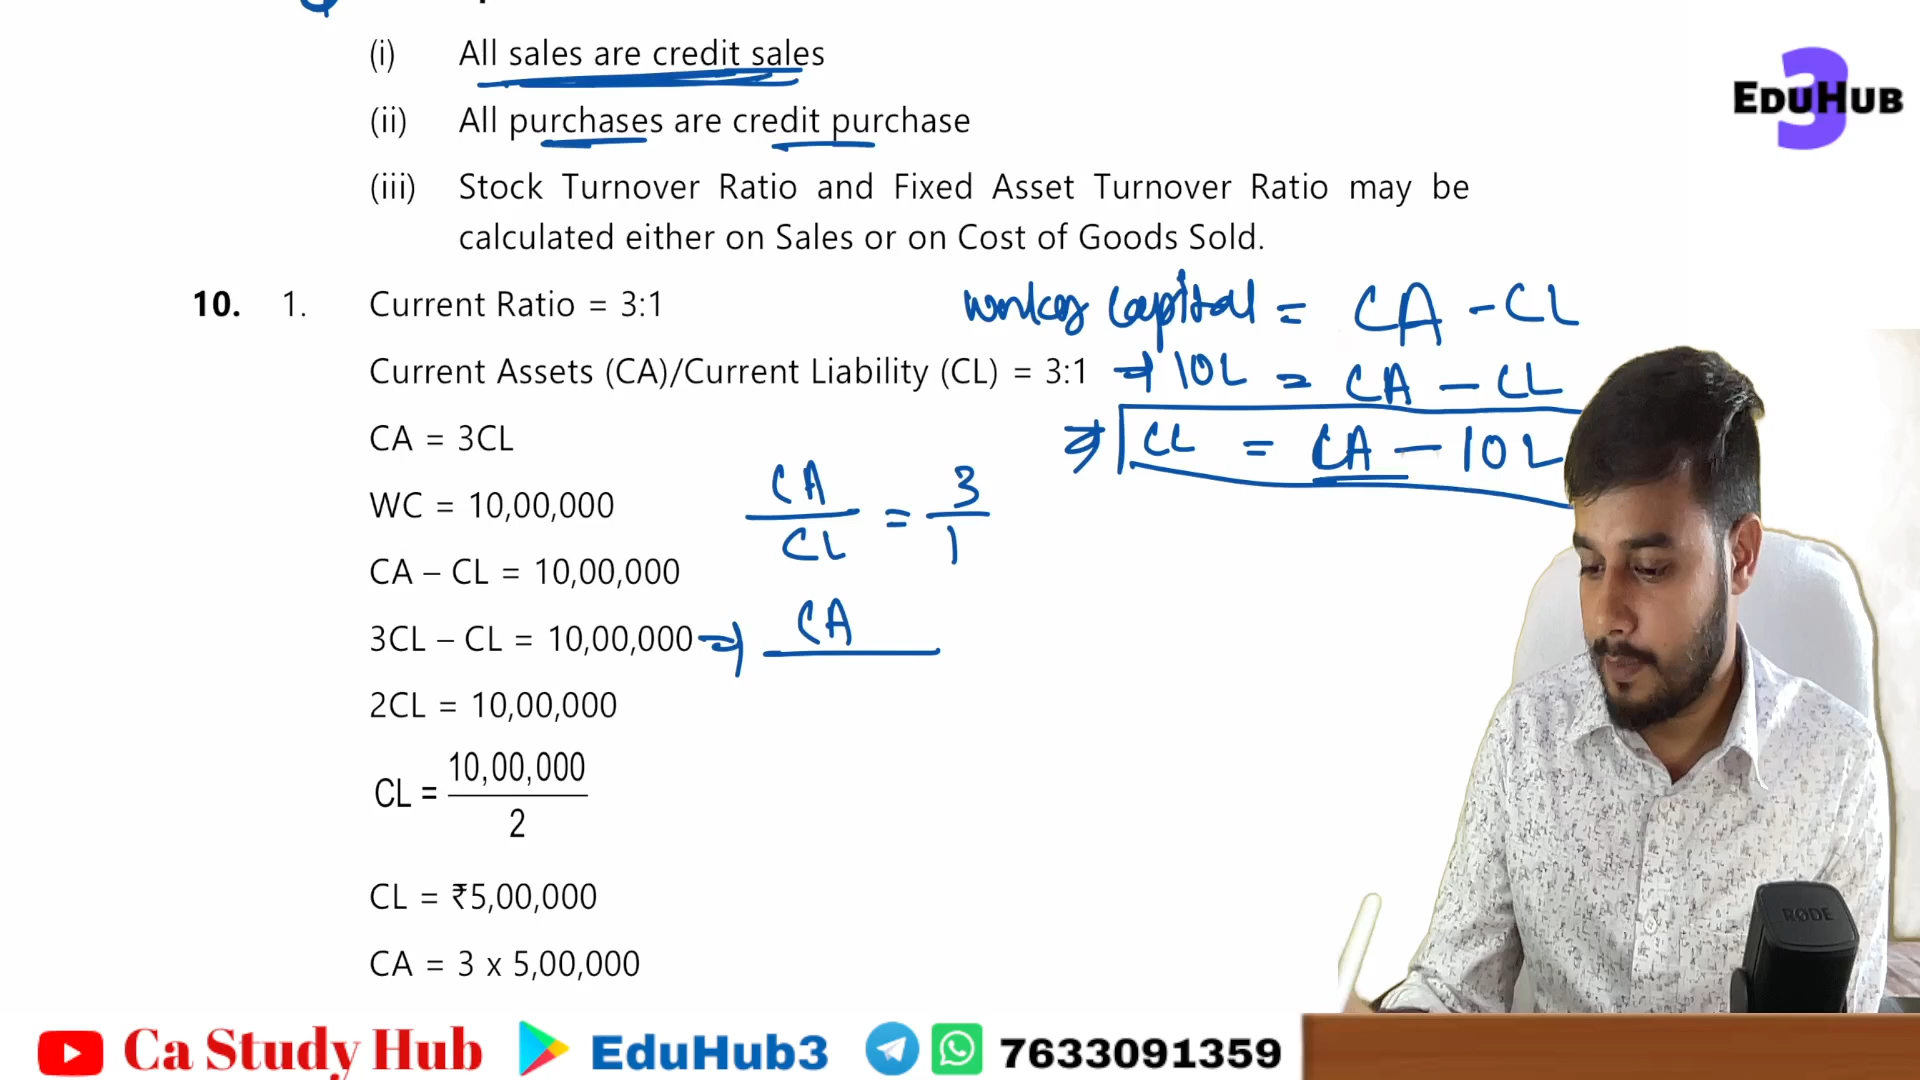 (i) All sales are credit sales
EDUHUB
3
(ii) All purchases are credit purchase
(iii) Stock Turnover Ratio and Fixed Asset Turnover Ratio may be
calculated either on Sales or on Cost of Goods Sold.
10. 1. Current Ratio = 3:1
Capital = CA - CL
Current Assets (CA)/Current Liability (CL) = 3:1
⇒ 10L = CA - CL
CA = 3CL
⇒ CL = CA - 10L
WC = 10,00,000
CA/CL = 3/1
CA – CL = 10,00,000
3CL – CL = 10,00,000
⇒ CA
2CL = 10,00,000
CL = 10,00,000
2
CL = ₹5,00,000
CA = 3 x 5,00,000
RØDE
Ca Study Hub EduHub3 7633091359